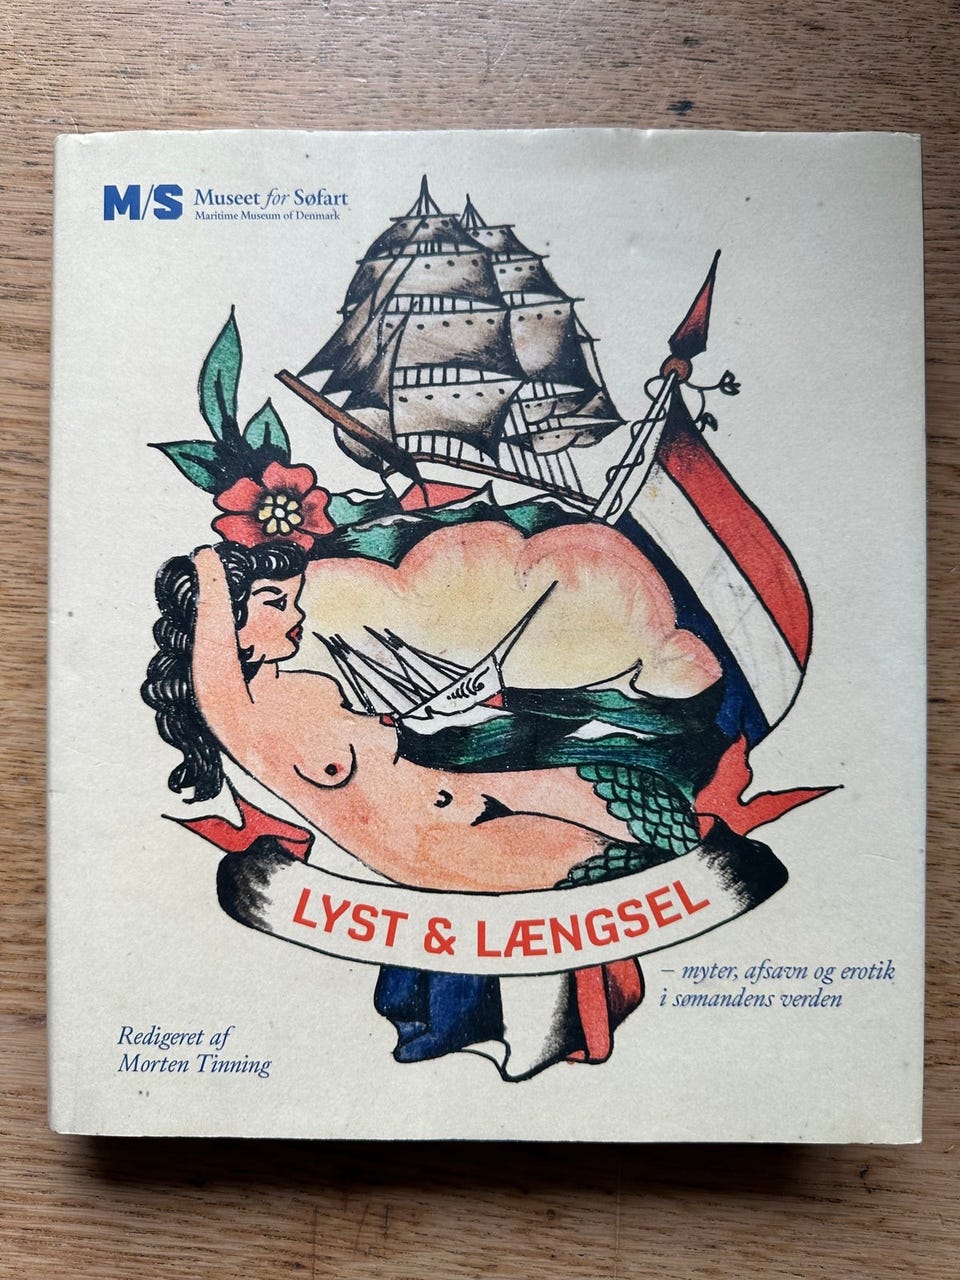 M/S Museet for Søfart
Maritime Museum of Denmark
LYST & LÆNGSEL
– myter, afsavn og erotik
i sømandens verden
Redigeret af
Morten Tinning